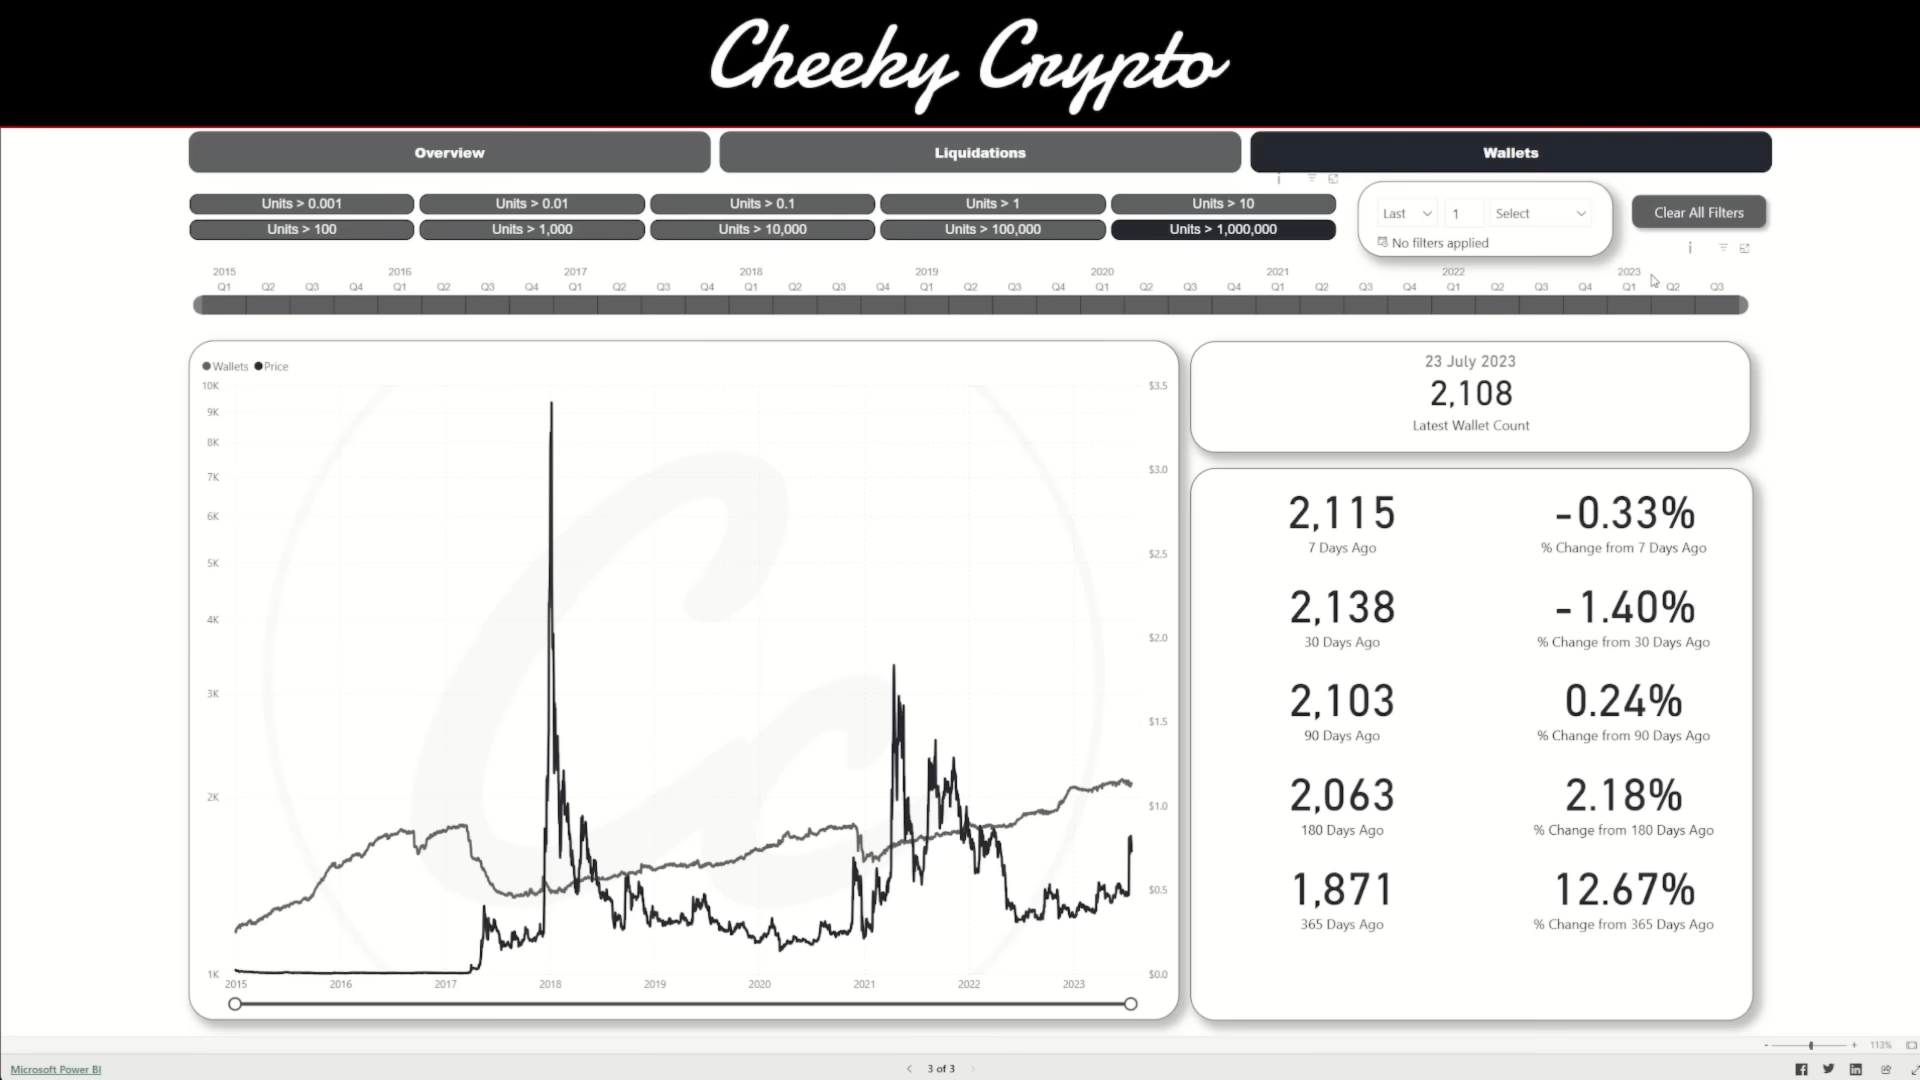 Cheeky Crypto
Overview Liquidations Wallets
Units > 0.001 Units > 0.01 Units > 0.1 Units > 1 Units > 10
Units > 100 Units > 1,000 Units > 10,000 Units > 100,000 Units > 1,000,000
Last 1 Select
No filters applied
Clear All Filters
2015 2016 2017 2018 2019 2020 2021 2022 2023
Q1 Q2 Q3 Q4 Q1 Q2 Q3 Q4 Q1 Q2 Q3 Q4 Q1 Q2 Q3 Q4 Q1 Q2 Q3 Q4 Q1 Q2 Q3 Q4 Q1 Q2 Q3 Q4 Q1 Q2 Q3 Q4 Q1 Q2 Q3
Wallets Price
10K
9K
8K
7K
6K
5K
4K
3K
2K
1K
$3.5
$3.0
$2.5
$2.0
$1.5
$1.0
$0.5
$0.0
2015 2016 2017 2018 2019 2020 2021 2022 2023
23 July 2023
2,108
Latest Wallet Count
2,115 -0.33%
7 Days Ago % Change from 7 Days Ago
2,138 -1.40%
30 Days Ago % Change from 30 Days Ago
2,103 0.24%
90 Days Ago % Change from 90 Days Ago
2,063 2.18%
180 Days Ago % Change from 180 Days Ago
1,871 12.67%
365 Days Ago % Change from 365 Days Ago
- + 113%
Microsoft Power BI
3 of 3